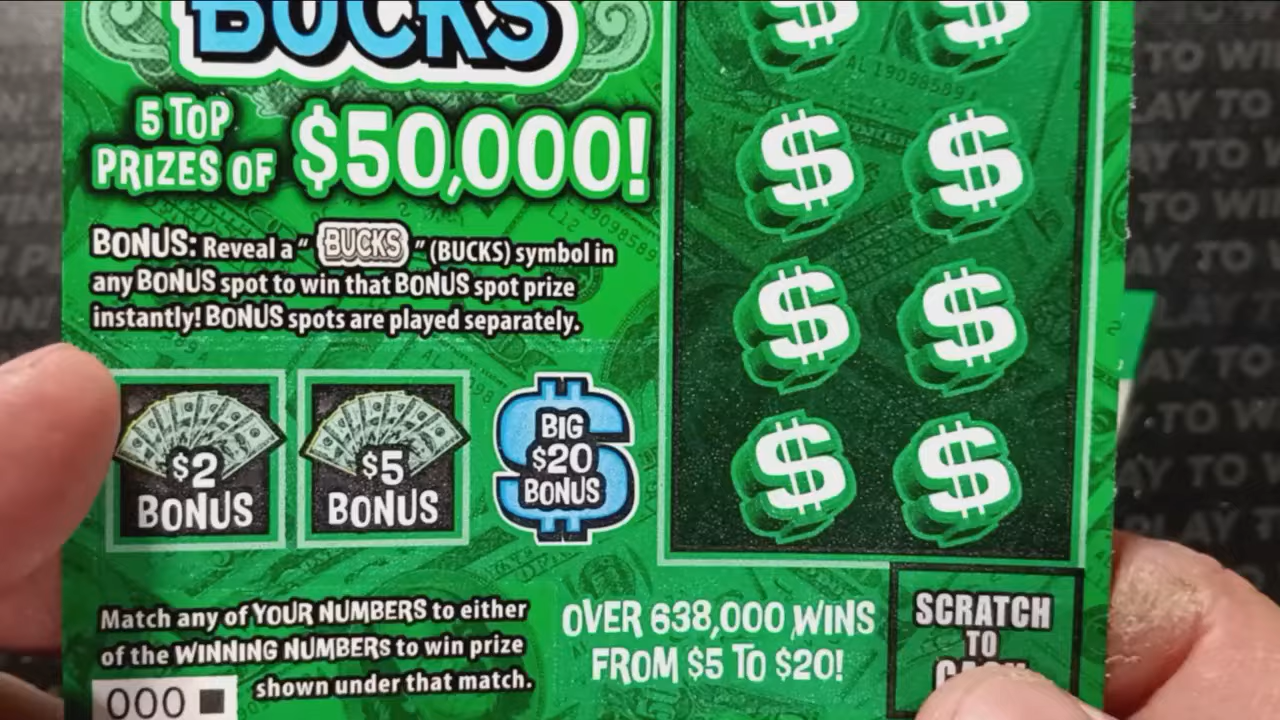 BUCKS
5 TOP
PRIZES OF $50,000!
BONUS: Reveal a " BUCKS " (BUCKS) symbol in
any BONUS spot to win that BONUS spot prize
instantly! BONUS spots are played separately.
$2
BONUS
$5
BONUS
BIG
$20
BONUS
Match any of YOUR NUMBERS to either
of the WINNING NUMBERS to win prize
shown under that match.
000
OVER 638,000 WINS
FROM $5 TO $20!
$ $
$ $
$ $
$ $
SCRATCH
TO